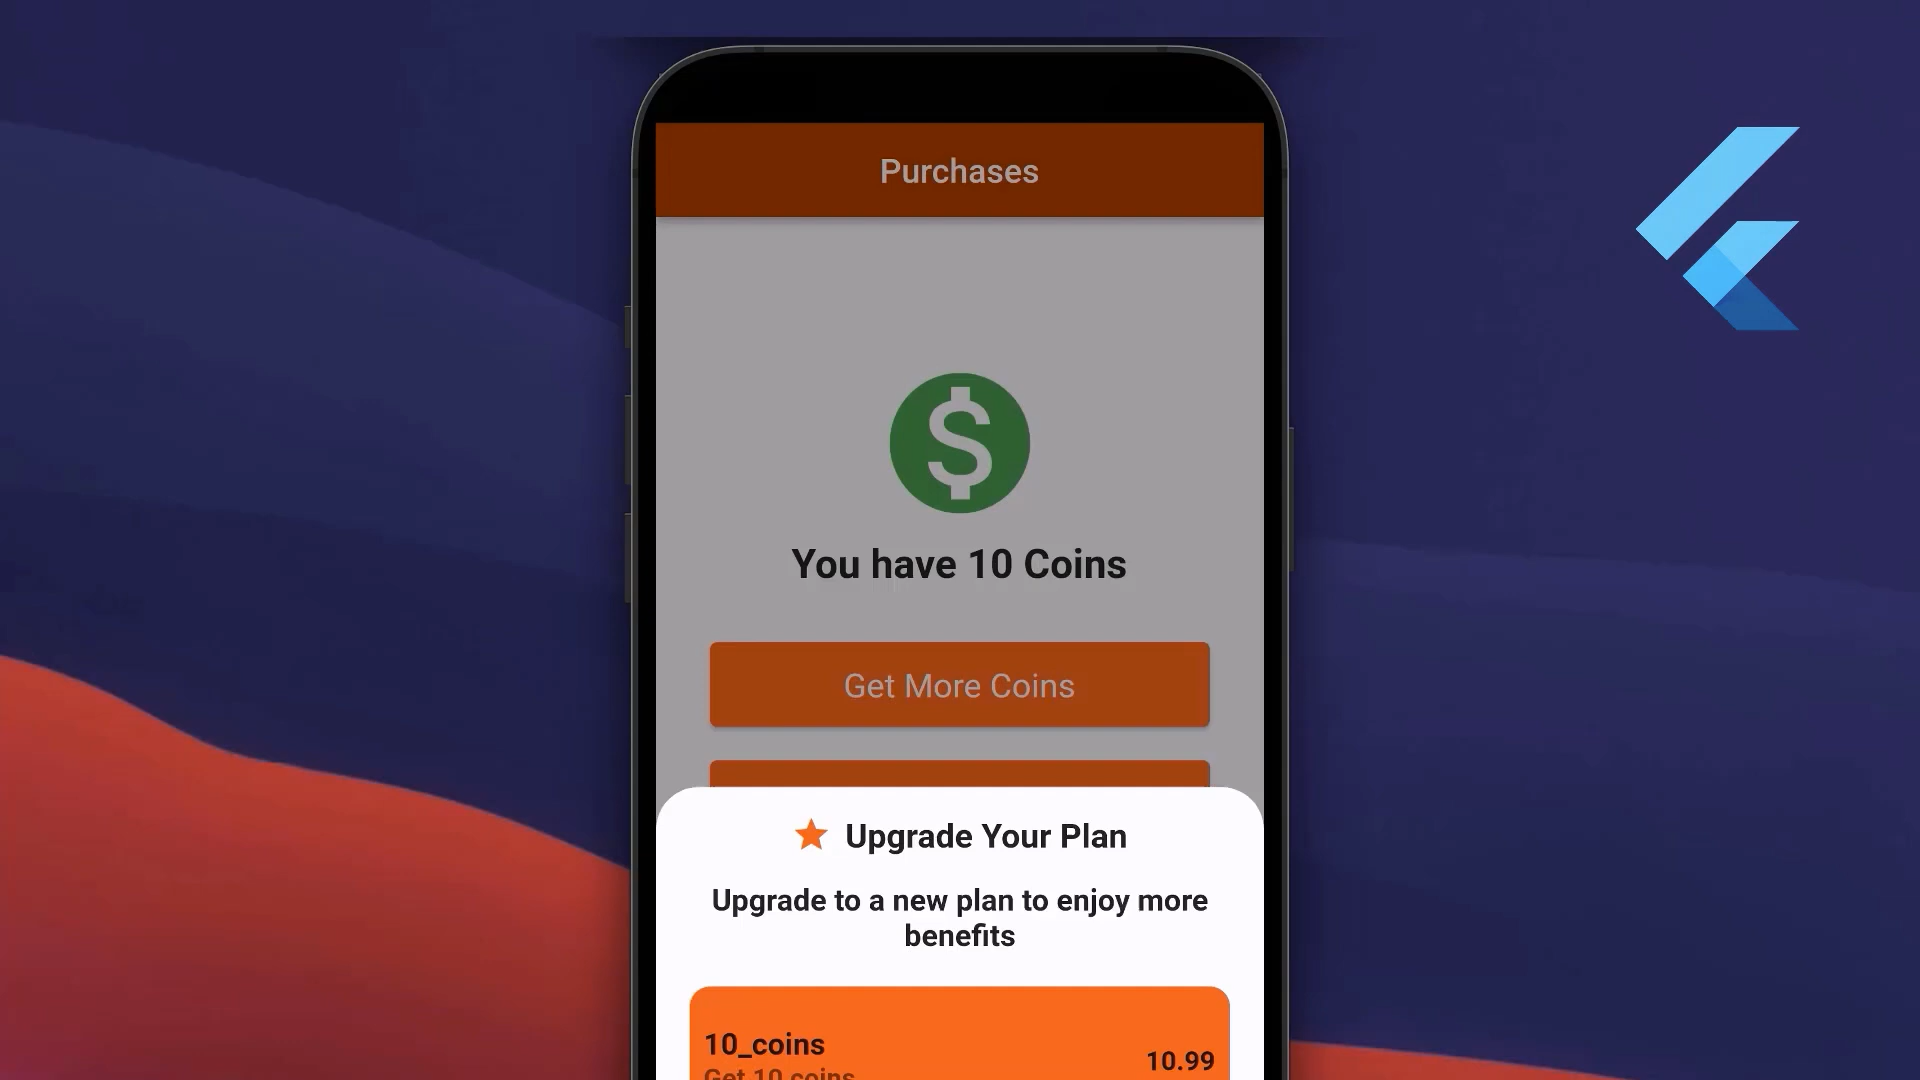 Purchases
You have 10 Coins
Get More Coins
Upgrade Your Plan
Upgrade to a new plan to enjoy more
benefits
10_coins
10.99
Get 10 coins